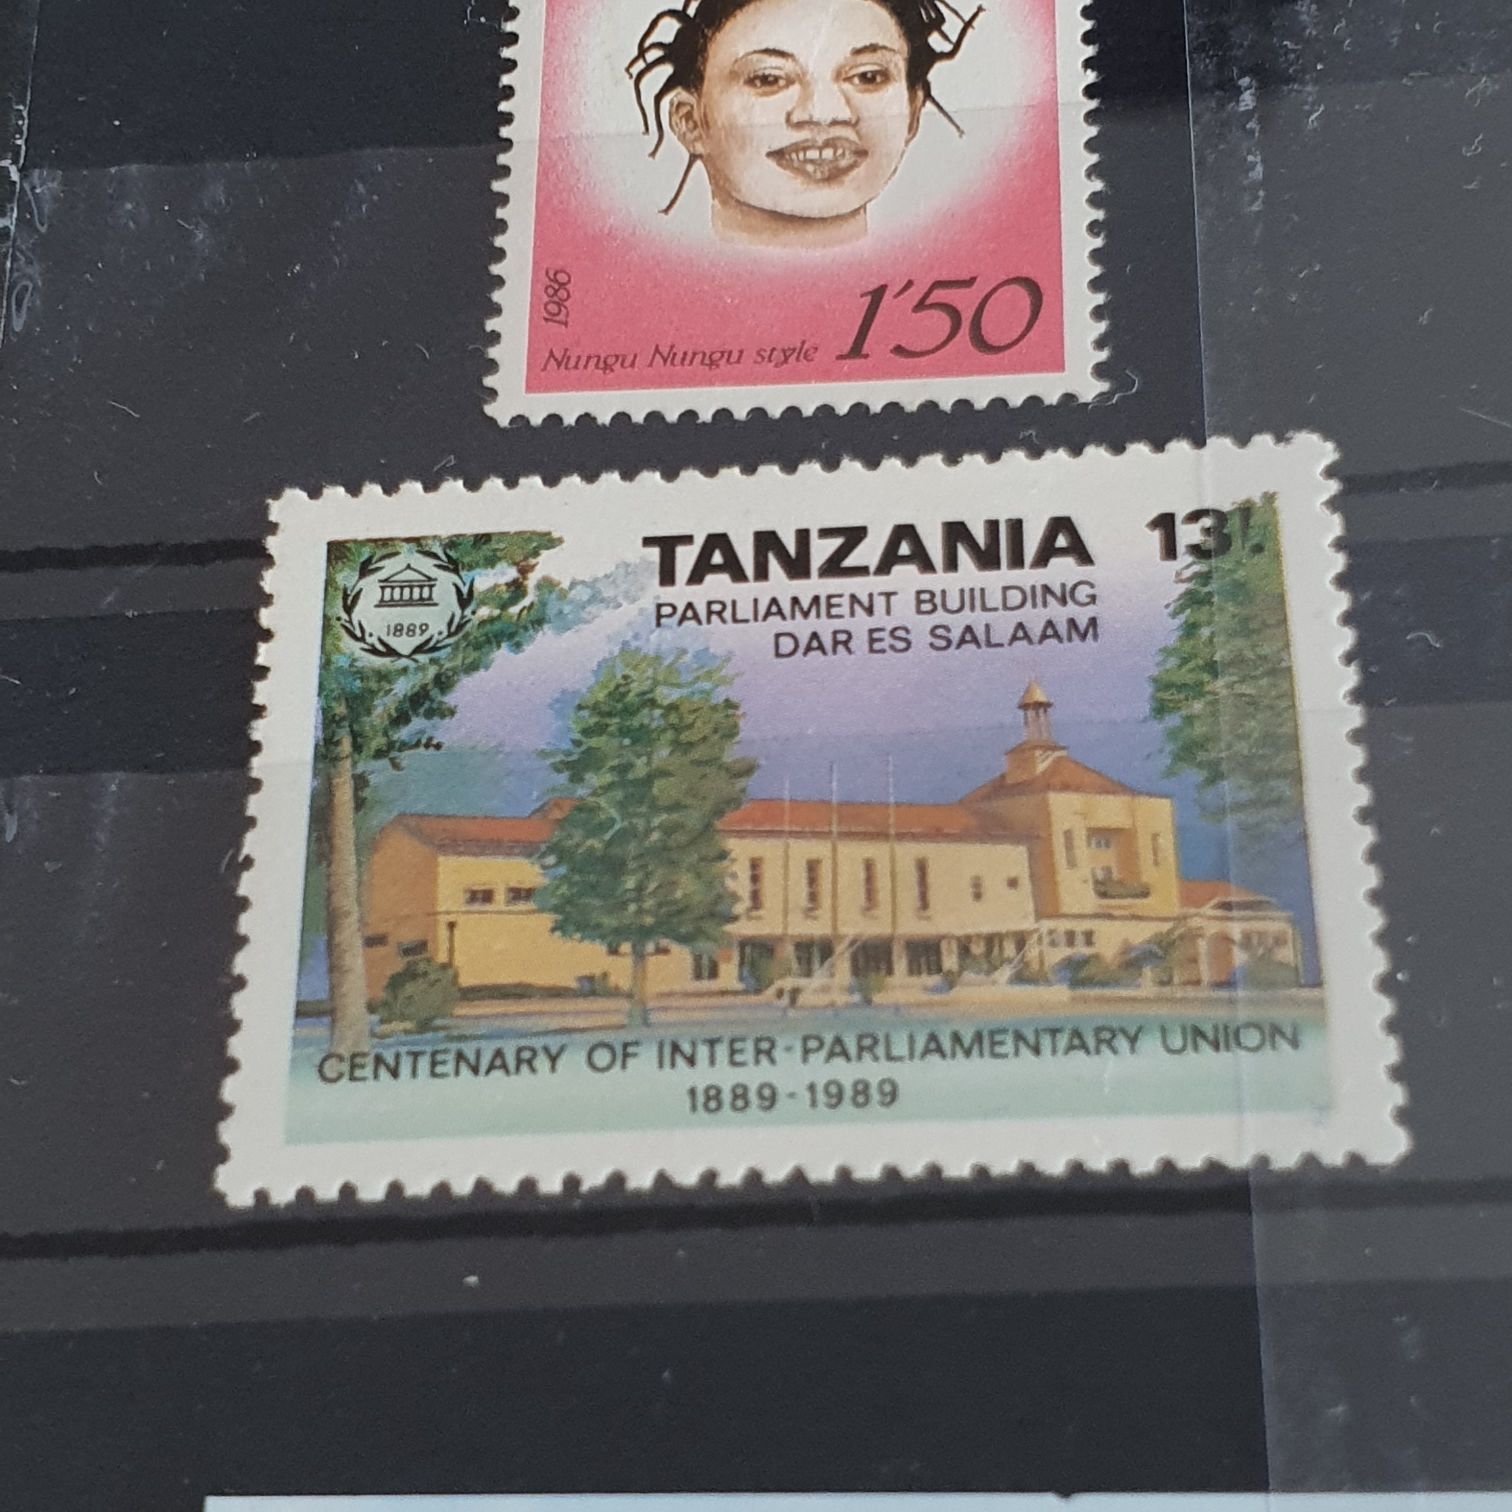 1986
Nungu Nungu style 1'50
TANZANIA 13/-
PARLIAMENT BUILDING
DAR ES SALAAM
1889
CENTENARY OF INTER-PARLIAMENTARY UNION
1889-1989